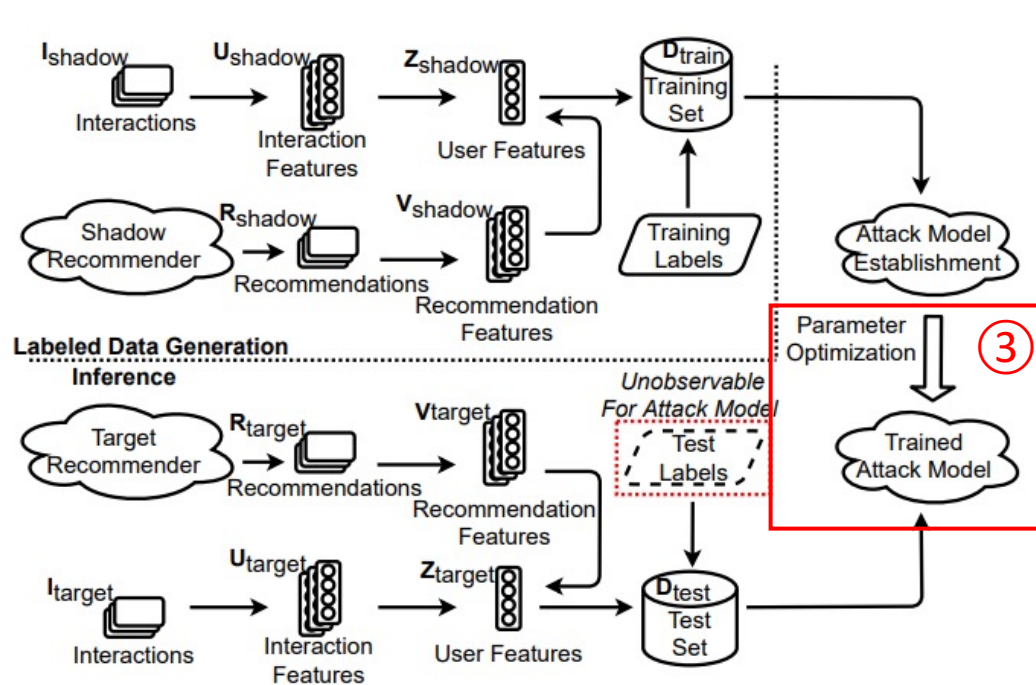 Ishadow
Interactions
Ushadow
Interaction
Features
Zshadow
User Features
Dtrain
Training
Set
Shadow
Recommender
Rshadow
Recommendations
Vshadow
Recommendation
Features
Training
Labels
Attack Model
Establishment
Labeled Data Generation
Parameter
Optimization
③
Inference
Target
Recommender
Rtarget
Recommendations
Vtarget
Recommendation
Features
Unobservable
For Attack Model
Test
Labels
Trained
Attack Model
Itarget
Interactions
Utarget
Interaction
Features
Ztarget
User Features
Dtest
Test
Set